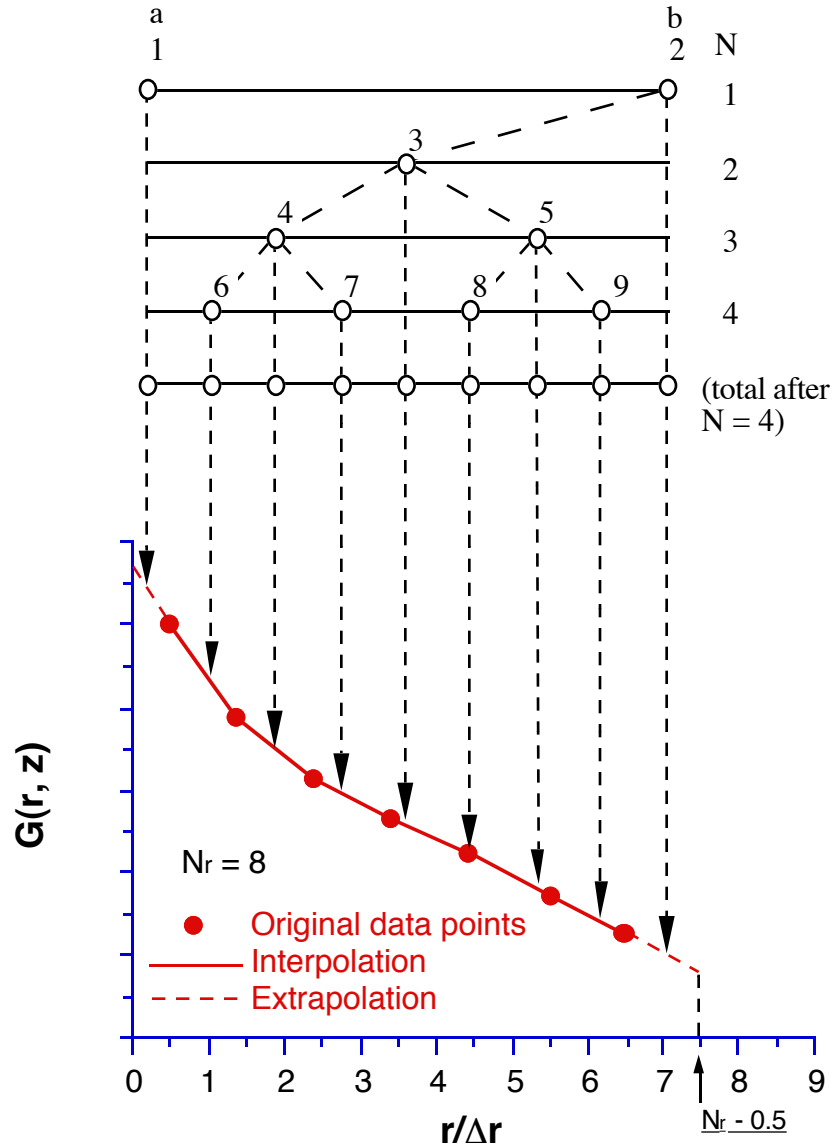 a
b
1
2
N
1
3
2
4
5
3
6
7
8
9
4
(total after
N = 4)
G(r, z)
Nr = 8
Original data points
Interpolation
Extrapolation
0 1 2 3 4 5 6 7 8 9
Nr - 0.5
r/Δr